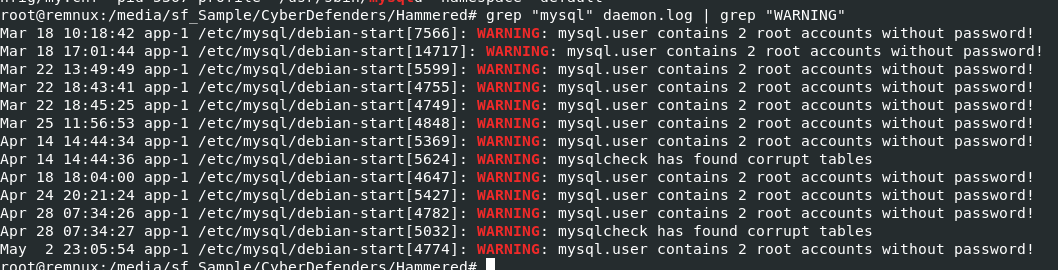 root@remnux:/media/sf_Sample/CyberDefenders/Hammered# grep "mysql" daemon.log | grep "WARNING"
Mar 18 10:18:42 app-1 /etc/mysql/debian-start[7566]: WARNING: mysql.user contains 2 root accounts without password!
Mar 18 17:01:44 app-1 /etc/mysql/debian-start[14717]: WARNING: mysql.user contains 2 root accounts without password!
Mar 22 13:49:49 app-1 /etc/mysql/debian-start[5599]: WARNING: mysql.user contains 2 root accounts without password!
Mar 22 18:43:41 app-1 /etc/mysql/debian-start[4755]: WARNING: mysql.user contains 2 root accounts without password!
Mar 22 18:45:25 app-1 /etc/mysql/debian-start[4749]: WARNING: mysql.user contains 2 root accounts without password!
Mar 25 11:56:53 app-1 /etc/mysql/debian-start[4848]: WARNING: mysql.user contains 2 root accounts without password!
Apr 14 14:44:34 app-1 /etc/mysql/debian-start[5369]: WARNING: mysql.user contains 2 root accounts without password!
Apr 14 14:44:36 app-1 /etc/mysql/debian-start[5624]: WARNING: mysqlcheck has found corrupt tables
Apr 18 18:04:00 app-1 /etc/mysql/debian-start[4647]: WARNING: mysql.user contains 2 root accounts without password!
Apr 24 20:21:24 app-1 /etc/mysql/debian-start[5427]: WARNING: mysql.user contains 2 root accounts without password!
Apr 28 07:34:26 app-1 /etc/mysql/debian-start[4782]: WARNING: mysql.user contains 2 root accounts without password!
Apr 28 07:34:27 app-1 /etc/mysql/debian-start[5032]: WARNING: mysqlcheck has found corrupt tables
May  2 23:05:54 app-1 /etc/mysql/debian-start[4774]: WARNING: mysql.user contains 2 root accounts without password!
root@remnux:/media/sf_Sample/CyberDefenders/Hammered#